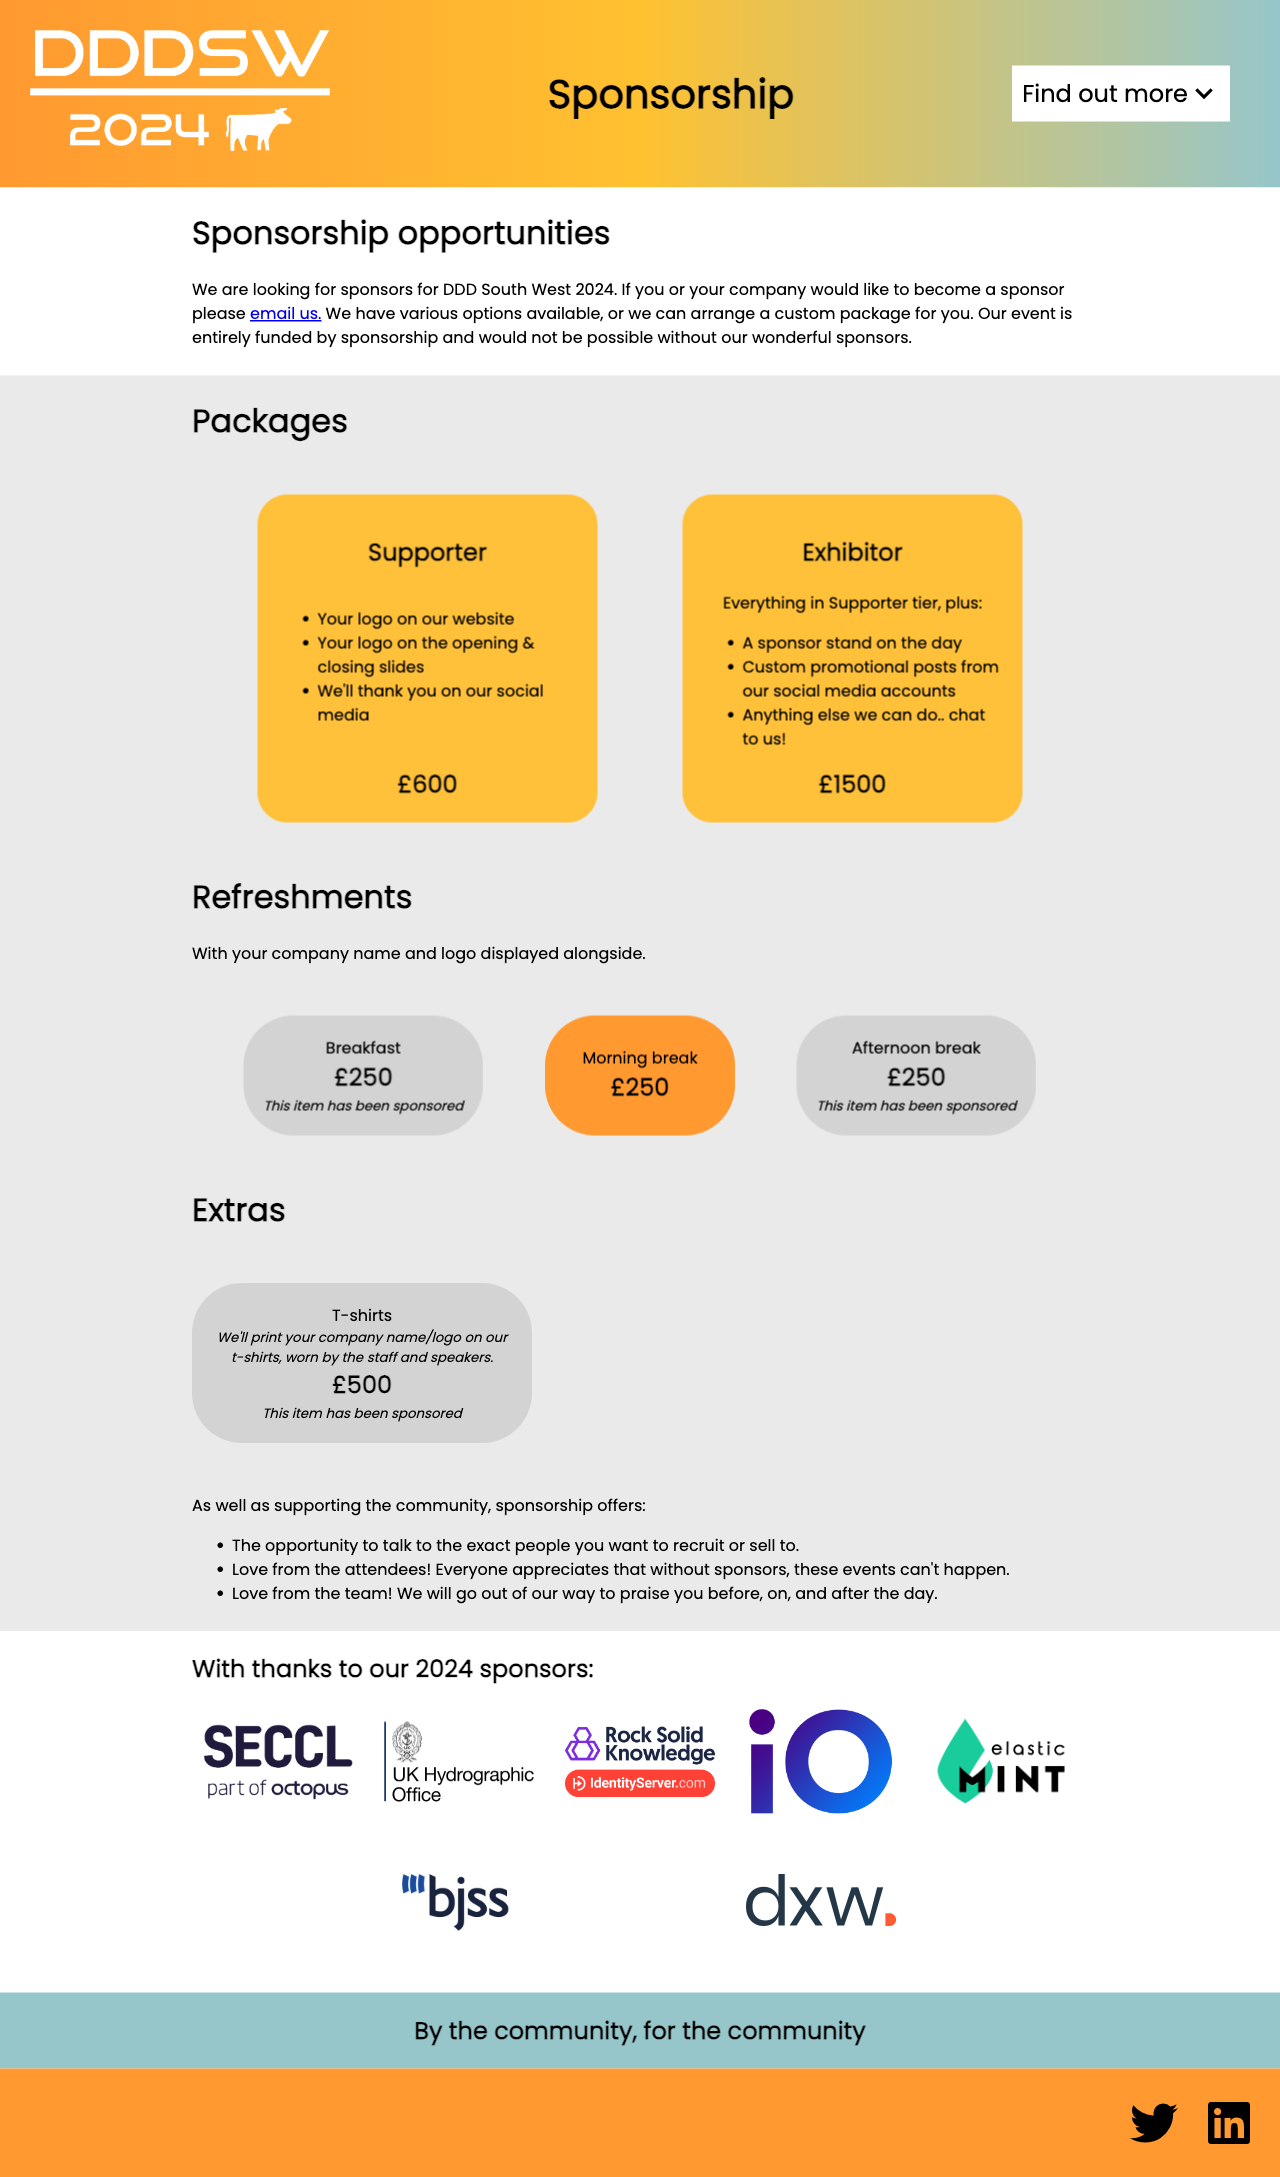 DDDSW
2024
Sponsorship
Find out more
Sponsorship opportunities
We are looking for sponsors for DDD South West 2024. If you or your company would like to become a sponsor
please email us. We have various options available, or we can arrange a custom package for you. Our event is
entirely funded by sponsorship and would not be possible without our wonderful sponsors.
Packages
Supporter
• Your logo on our website
• Your logo on the opening &
closing slides
• We'll thank you on our social
media
£600
Exhibitor
Everything in Supporter tier, plus:
• A sponsor stand on the day
• Custom promotional posts from
our social media accounts
• Anything else we can do.. chat
to us!
£1500
Refreshments
With your company name and logo displayed alongside.
Breakfast
£250
This item has been sponsored
Morning break
£250
Afternoon break
£250
This item has been sponsored
Extras
T-shirts
We'll print your company name/logo on our
t-shirts, worn by the staff and speakers.
£500
This item has been sponsored
As well as supporting the community, sponsorship offers:
• The opportunity to talk to the exact people you want to recruit or sell to.
• Love from the attendees! Everyone appreciates that without sponsors, these events can't happen.
• Love from the team! We will go out of our way to praise you before, on, and after the day.
With thanks to our 2024 sponsors:
SECCL
part of octopus
UK Hydrographic
Office
Rock Solid
Knowledge
IdentityServer.com
iO
elastic
MINT
bjss
dxw.
By the community, for the community
in